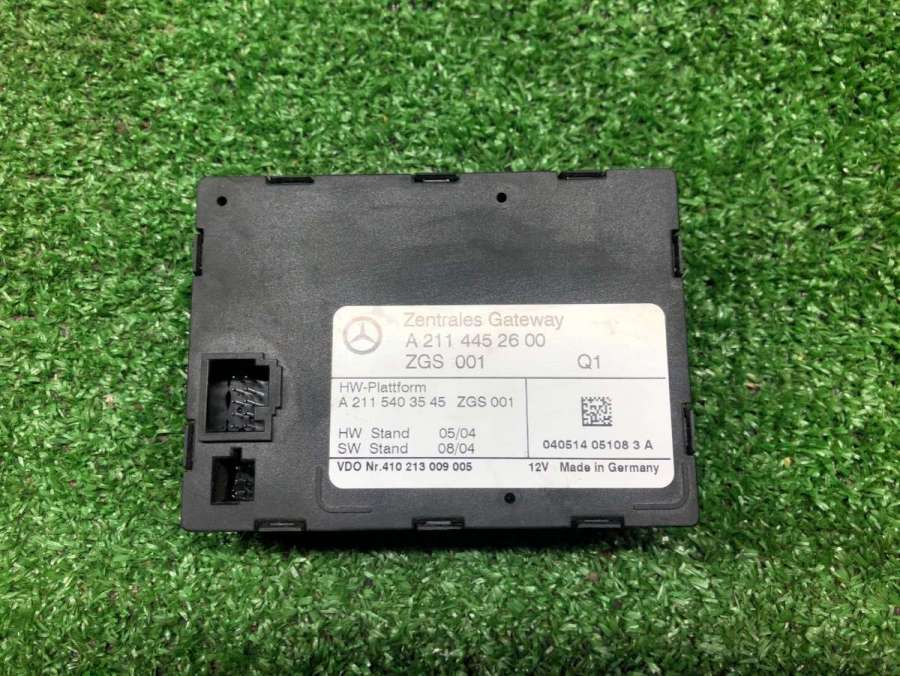 Zentrales Gateway
A 211 445 26 00
ZGS 001 Q1
HW-Plattform
A 211 540 35 45 ZGS 001
HW Stand 05/04
SW Stand 08/04
040514 05108 3 A
VDO Nr.410 213 009 005 12V Made in Germany